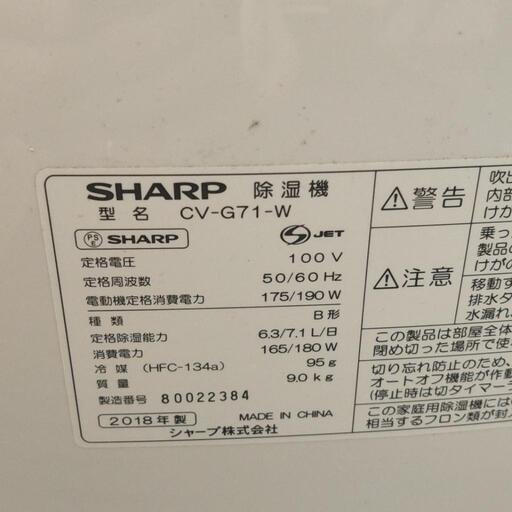 SHARP 除湿機
型 名 CV-G71-W
PS E SHARP
S JET
定格電圧 100 V
定格周波数 50/60 Hz
電動機定格消費電力 175/190 W
種 類 B 形
定格除湿能力 6.3/7.1 L/日
消費電力 165/180 W
冷 媒 (HFC-134a) 95 g
質 量 9.0 kg
製造番号 80022384
2018 年製 MADE IN CHINA
シャープ株式会社
警告
吹出
内部
けが
注意
乗っ
製品の
けがの
移動す
排水タ
水漏れ
この製品は部屋全体
閉め切った場所で使
切り忘れ防止のため、
オートオフ機能が作動
(停止時は切タイマー
この家庭用除湿機には
相当するフロン類が封